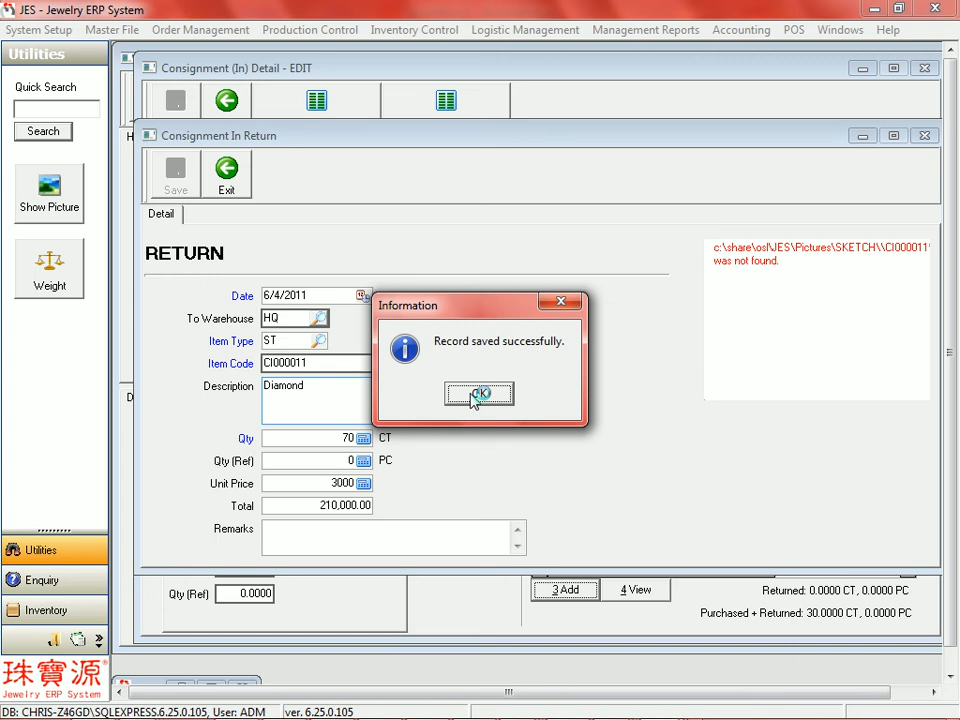 JES - Jewelry ERP System
System Setup Master File Order Management Production Control Inventory Control Logistic Management Management Reports Accounting POS Windows Help
Utilities
Quick Search
Search
Show Picture
Weight
Utilities
Enquiry
Inventory
珠寶源
Jewelry ERP System
Consignment (In) Detail - EDIT
Consignment In Return
Save
Exit
Detail
RETURN
c:\share\osl\JES\Pictures\SKETCH\\CI000011'
was not found.
Date 6/4/2011
To Warehouse HQ
Item Type ST
Item Code CI000011
Description Diamond
Qty 70 CT
Qty (Ref) 0 PC
Unit Price 3000
Total 210,000.00
Remarks
Information
Record saved successfully.
Qty (Ref) 0.0000
3 Add 4 View
Returned: 0.0000 CT, 0.0000 PC
Purchased + Returned: 30.0000 CT, 0.0000 PC
DB: CHRIS-Z46GD\SQLEXPRESS.6.25.0.105, User: ADM ver. 6.25.0.105